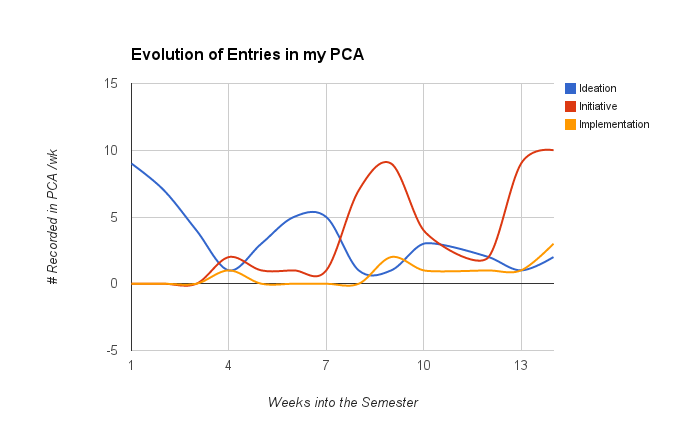 Evolution of Entries in my PCA
15
10
5
0
-5
# Recorded in PCA /wk
1 4 7 10 13
Weeks into the Semester
Ideation
Initiative
Implementation